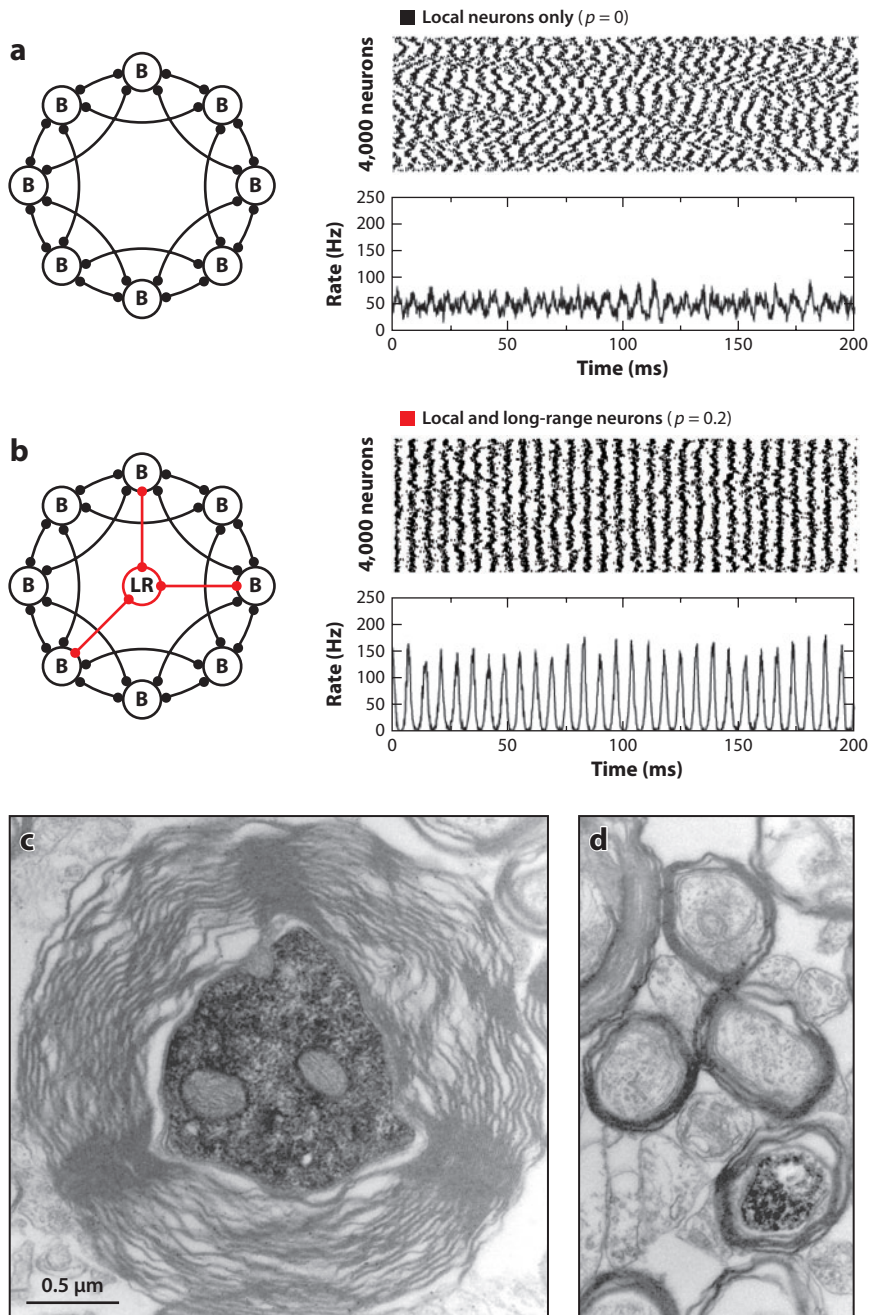 a
B
B
B
B
B
B
B
B
Local neurons only (p = 0)
4,000 neurons
Rate (Hz)
250
200
150
100
50
0
0
50
100
150
200
Time (ms)
b
B
B
B
B
LR
B
B
B
B
Local and long-range neurons (p = 0.2)
4,000 neurons
Rate (Hz)
250
200
150
100
50
0
0
50
100
150
200
Time (ms)
c
0.5 µm
d